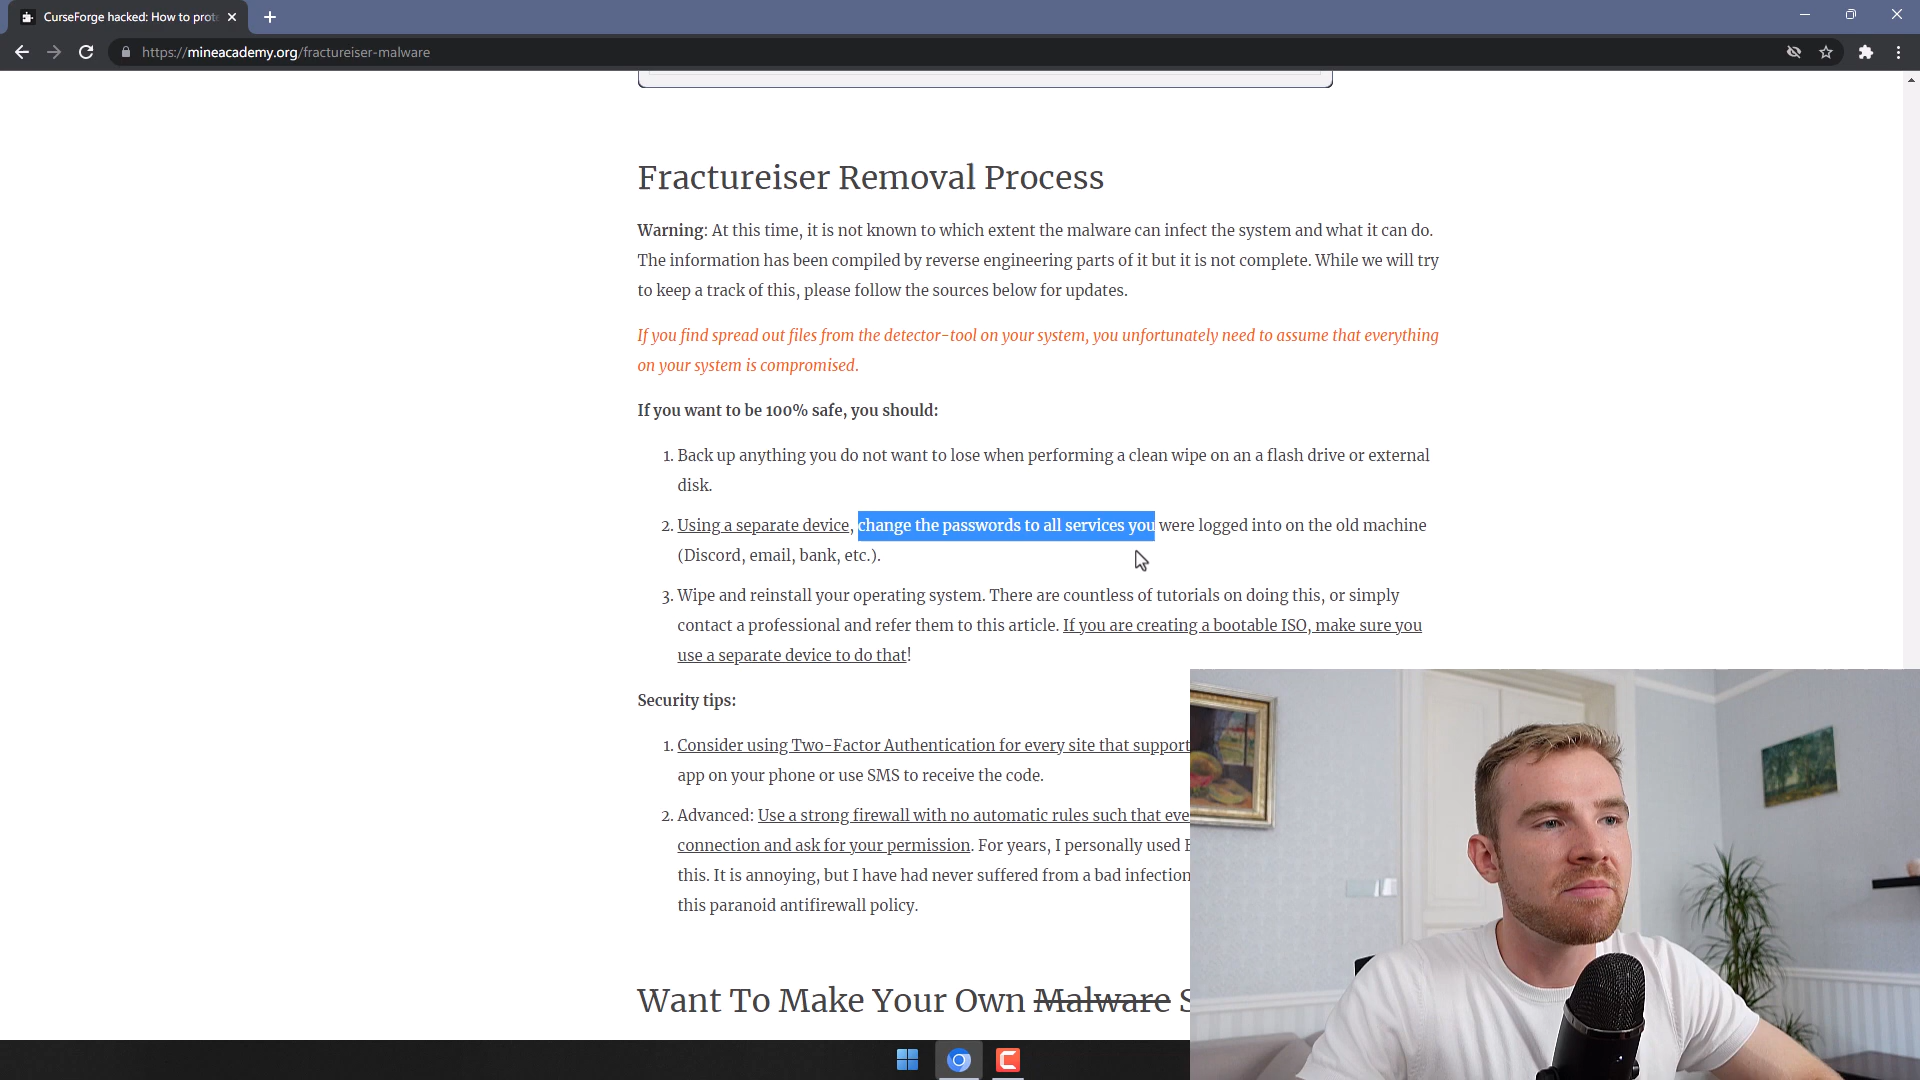 CurseForge hacked: How to prote
https://mineacademy.org/fractureiser-malware
Fractureiser Removal Process
Warning: At this time, it is not known to which extent the malware can infect the system and what it can do.
The information has been compiled by reverse engineering parts of it but it is not complete. While we will try
to keep a track of this, please follow the sources below for updates.
If you find spread out files from the detector-tool on your system, you unfortunately need to assume that everything
on your system is compromised.
If you want to be 100% safe, you should:
1. Back up anything you do not want to lose when performing a clean wipe on an a flash drive or external
disk.
2. Using a separate device, change the passwords to all services you were logged into on the old machine
(Discord, email, bank, etc.).
3. Wipe and reinstall your operating system. There are countless of tutorials on doing this, or simply
contact a professional and refer them to this article. If you are creating a bootable ISO, make sure you
use a separate device to do that!
Security tips:
1. Consider using Two-Factor Authentication for every site that support
app on your phone or use SMS to receive the code.
2. Advanced: Use a strong firewall with no automatic rules such that eve
connection and ask for your permission. For years, I personally used
this. It is annoying, but I have had never suffered from a bad infection
this paranoid antifirewall policy.
Want To Make Your Own Malware S